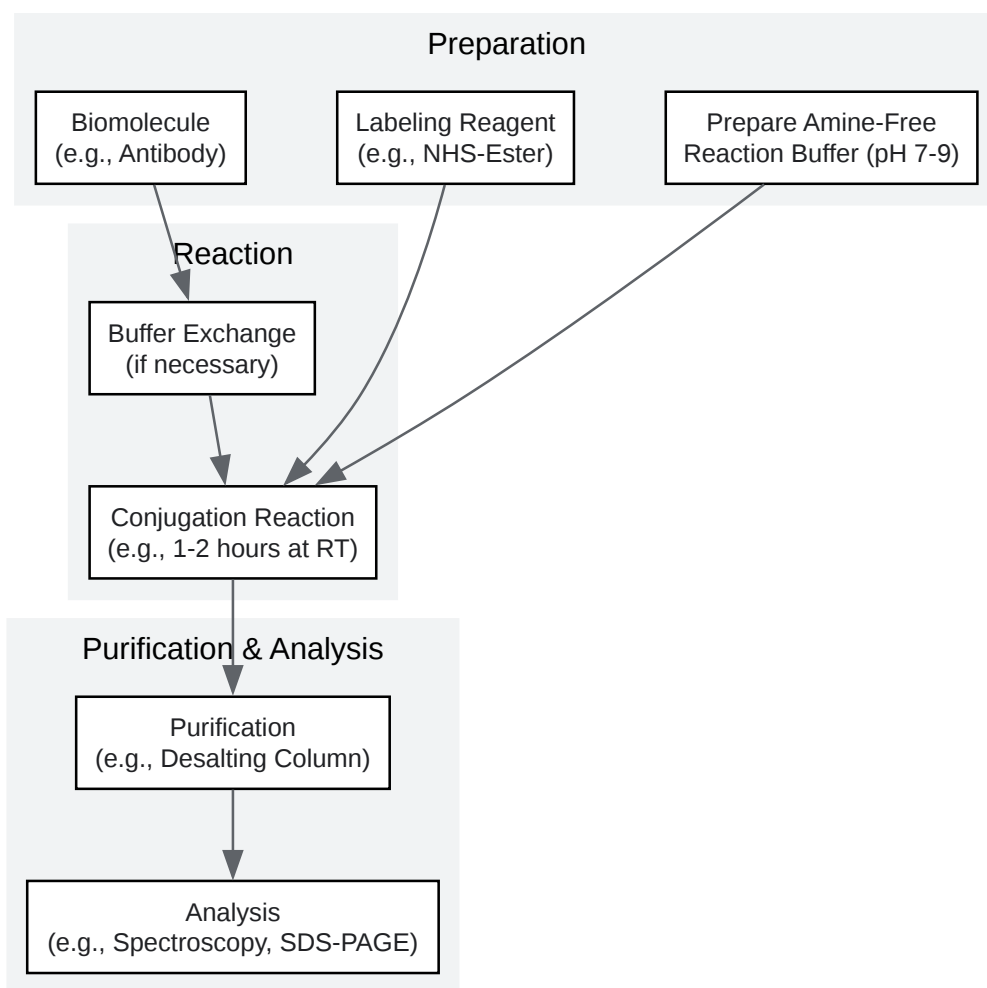 Preparation
Biomolecule
(e.g., Antibody)
Labeling Reagent
(e.g., NHS-Ester)
Prepare Amine-Free
Reaction Buffer (pH 7-9)
Reaction
Buffer Exchange
(if necessary)
Conjugation Reaction
(e.g., 1-2 hours at RT)
Purification & Analysis
Purification
(e.g., Desalting Column)
Analysis
(e.g., Spectroscopy, SDS-PAGE)